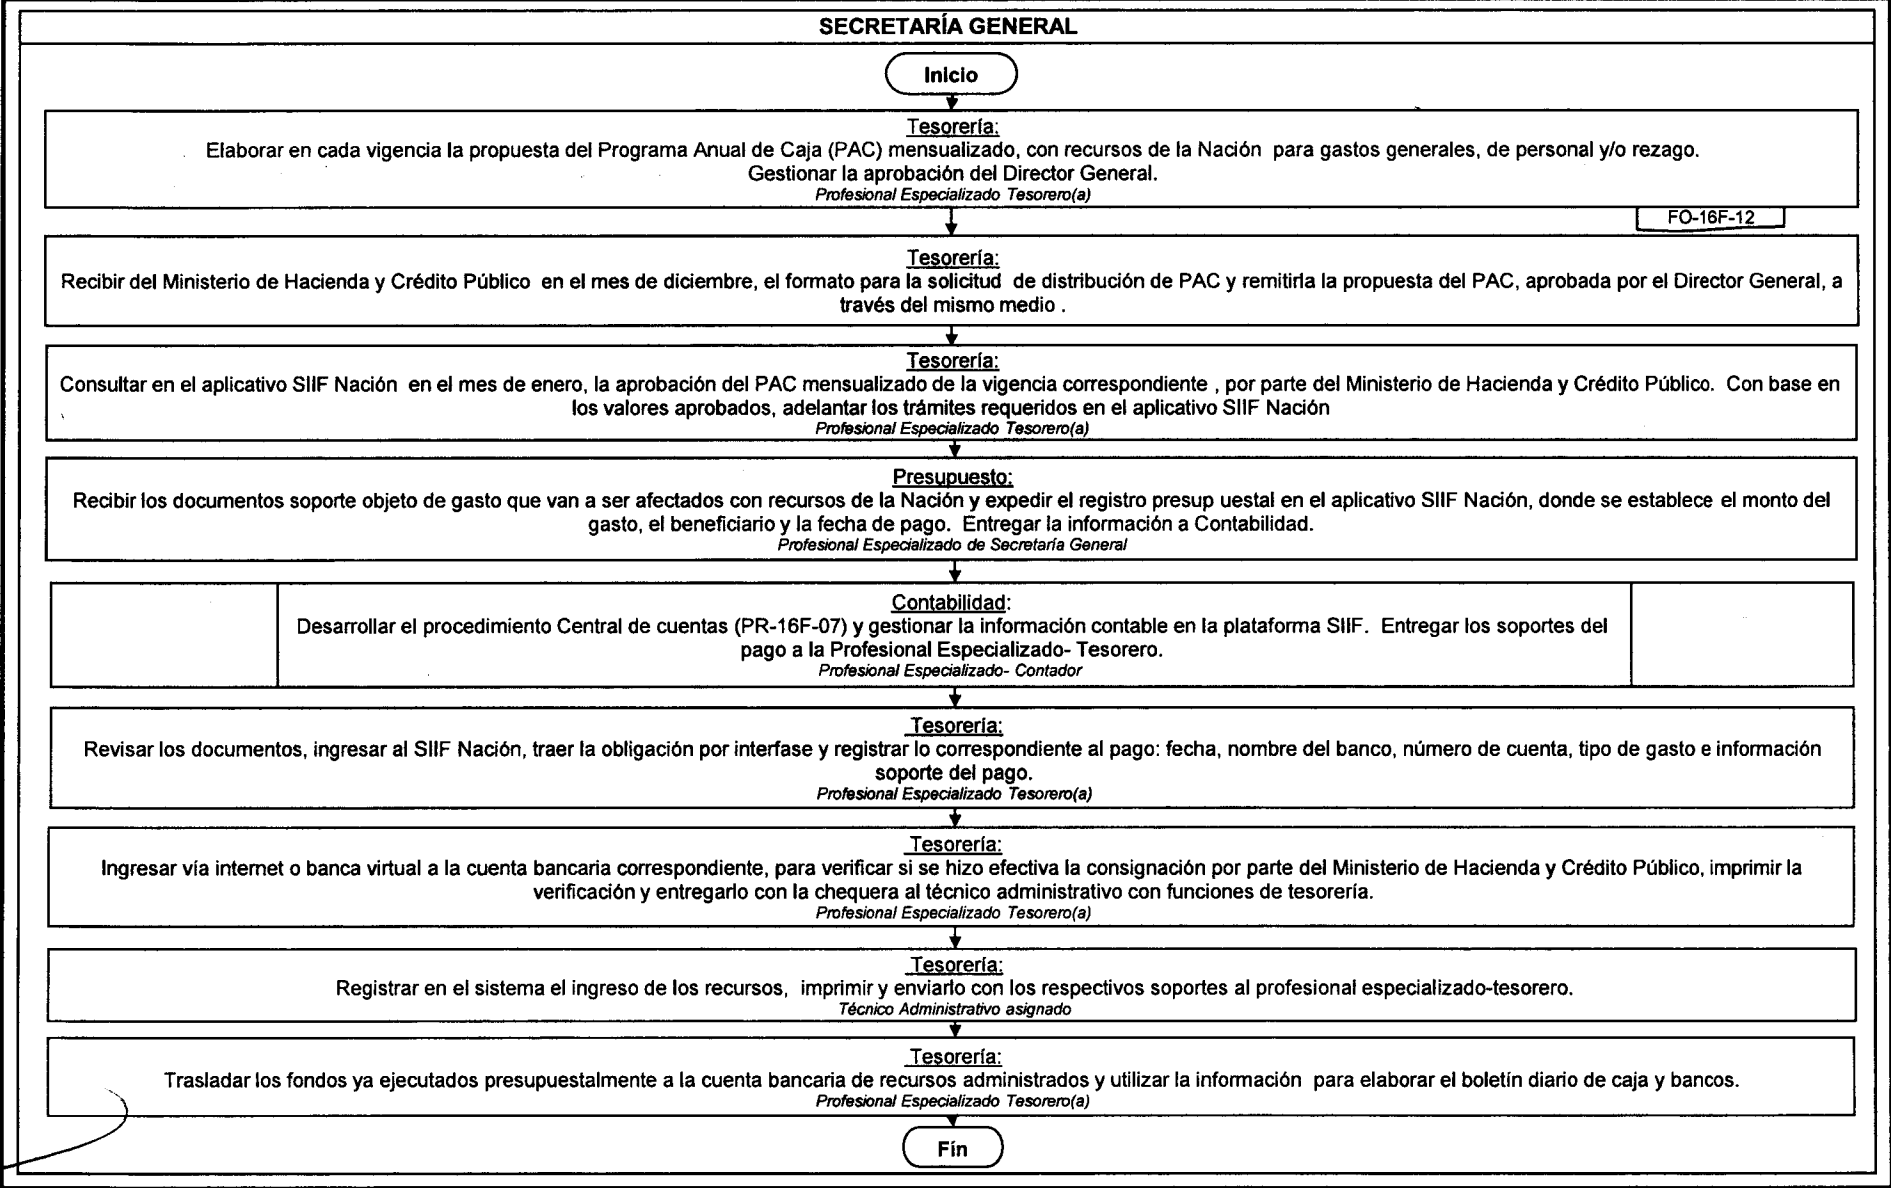 SECRETARÍA GENERAL
Inicio
Tesorería:
Elaborar en cada vigencia la propuesta del Programa Anual de Caja (PAC) mensualizado, con recursos de la Nación para gastos generales, de personal y/o rezago.
Gestionar la aprobación del Director General.
Profesional Especializado Tesorero(a)
FO-16F-12
Tesorería:
Recibir del Ministerio de Hacienda y Crédito Público en el mes de diciembre, el formato para la solicitud de distribución de PAC y remitirla la propuesta del PAC, aprobada por el Director General, a
través del mismo medio .
Tesorería:
Consultar en el aplicativo SIIF Nación en el mes de enero, la aprobación del PAC mensualizado de la vigencia correspondiente , por parte del Ministerio de Hacienda y Crédito Público. Con base en
los valores aprobados, adelantar los trámites requeridos en el aplicativo SIIF Nación
Profesional Especializado Tesorero(a)
Presupuesto:
Recibir los documentos soporte objeto de gasto que van a ser afectados con recursos de la Nación y expedir el registro presup uestal en el aplicativo SIIF Nación, donde se establece el monto del
gasto, el beneficiario y la fecha de pago. Entregar la información a Contabilidad.
Profesional Especializado de Secretaría General
Contabilidad:
Desarrollar el procedimiento Central de cuentas (PR-16F-07) y gestionar la información contable en la plataforma SIIF. Entregar los soportes del
pago a la Profesional Especializado- Tesorero.
Profesional Especializado- Contador
Tesorería:
Revisar los documentos, ingresar al SIIF Nación, traer la obligación por interfase y registrar lo correspondiente al pago: fecha, nombre del banco, número de cuenta, tipo de gasto e información
soporte del pago.
Profesional Especializado Tesorero(a)
Tesorería:
Ingresar vía internet o banca virtual a la cuenta bancaria correspondiente, para verificar si se hizo efectiva la consignación por parte del Ministerio de Hacienda y Crédito Público, imprimir la
verificación y entregarlo con la chequera al técnico administrativo con funciones de tesorería.
Profesional Especializado Tesorero(a)
Tesorería:
Registrar en el sistema el ingreso de los recursos, imprimir y enviarlo con los respectivos soportes al profesional especializado-tesorero.
Técnico Administrativo asignado
Tesorería:
Trasladar los fondos ya ejecutados presupuestalmente a la cuenta bancaria de recursos administrados y utilizar la información para elaborar el boletín diario de caja y bancos.
Profesional Especializado Tesorero(a)
Fín